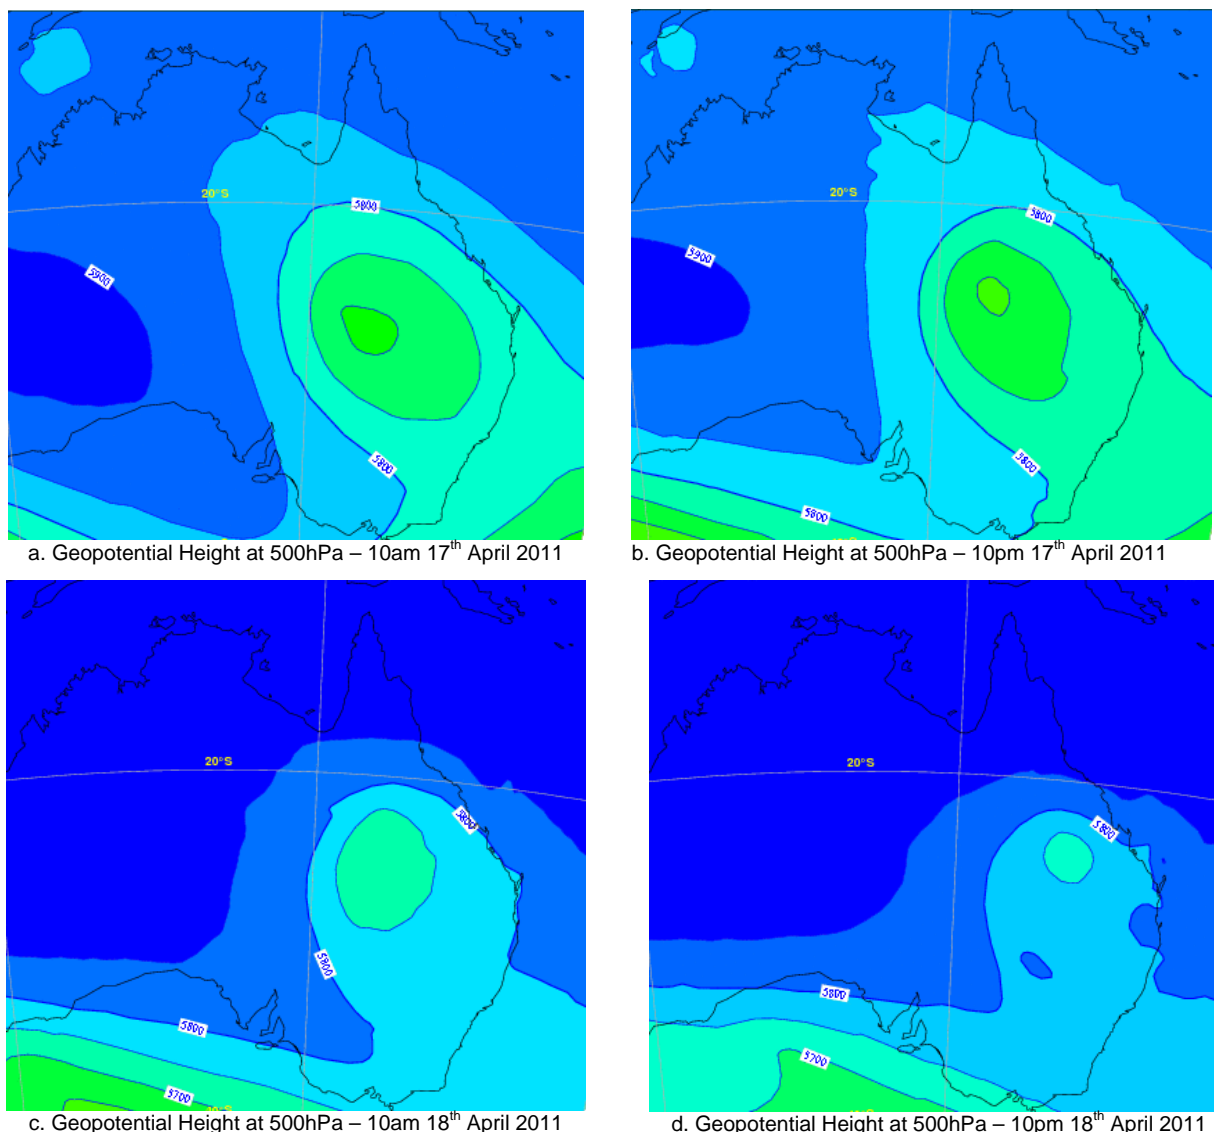 20°S
5800
5900
5800
a. Geopotential Height at 500hPa – 10am 17th April 2011
20°S
5800
5900
5800
5800
b. Geopotential Height at 500hPa – 10pm 17th April 2011
20°S
5800
5800
5800
5700
c. Geopotential Height at 500hPa – 10am 18th April 2011
20°S
5800
5800
5700
d. Geopotential Height at 500hPa – 10pm 18th April 2011